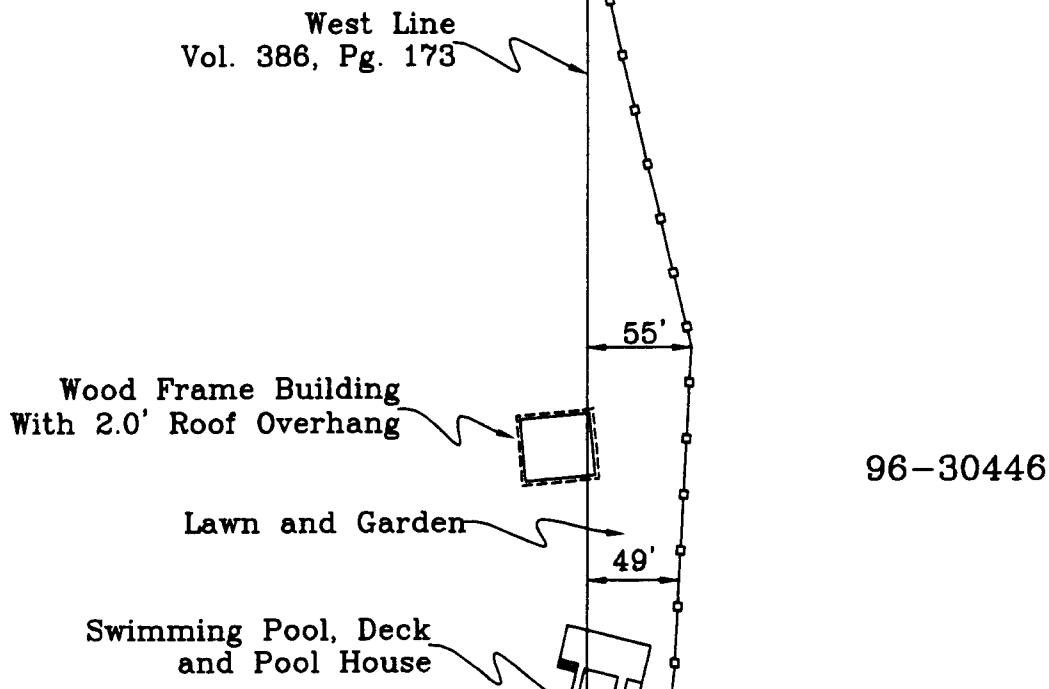 West Line
Vol. 386, Pg. 173
55'
Wood Frame Building
With 2.0' Roof Overhang
96-30446
Lawn and Garden
49'
Swimming Pool, Deck
and Pool House